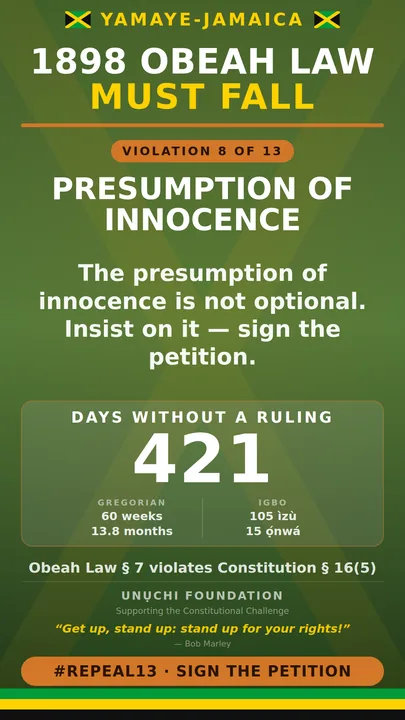 YAMAYE-JAMAICA
1898 OBEAH LAW
MUST FALL
VIOLATION 8 OF 13
PRESUMPTION OF
INNOCENCE
The presumption of
innocence is not optional.
Insist on it — sign the
petition.
DAYS WITHOUT A RULING
421
GREGORIAN
60 weeks
13.8 months
IGBO
105 ìzù
15 ọ́nwá
Obeah Law § 7 violates Constitution § 16(5)
UNỤCHI FOUNDATION
Supporting the Constitutional Challenge
“Get up, stand up: stand up for your rights!”
— Bob Marley
#REPEAL13 · SIGN THE PETITION